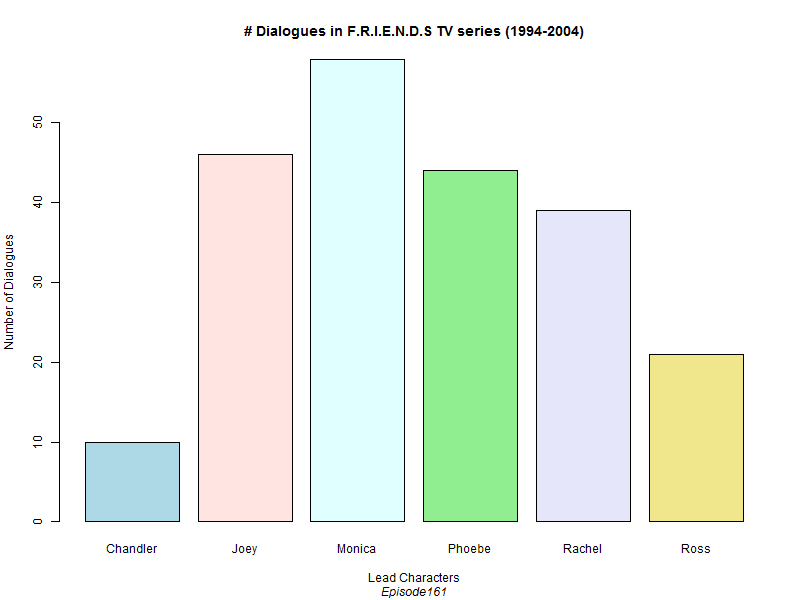 # Dialogues in F.R.I.E.N.D.S TV series (1994-2004)
Number of Dialogues
50
40
30
20
10
0
Chandler Joey Monica Phoebe Rachel Ross
Lead Characters
Episode161